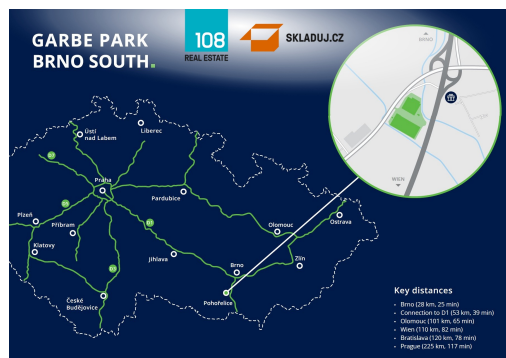 GARBE PARK
BRNO SOUTH.
108
REAL ESTATE
SKLADUJ.CZ
BRNO
WIEN
Ústí
nad Labem
Liberec
Praha
Pardubice
Plzeň
Příbram
Klatovy
České
Budějovice
Jihlava
D1
Olomouc
Ostrava
Zlín
Brno
Pohořelice
Key distances
- Brno (28 km, 25 min)
- Connection to D1 (53 km, 39 min)
- Olomouc (101 km, 65 min)
- Wien (110 km, 82 min)
- Bratislava (120 km, 78 min)
- Prague (225 km, 117 min)